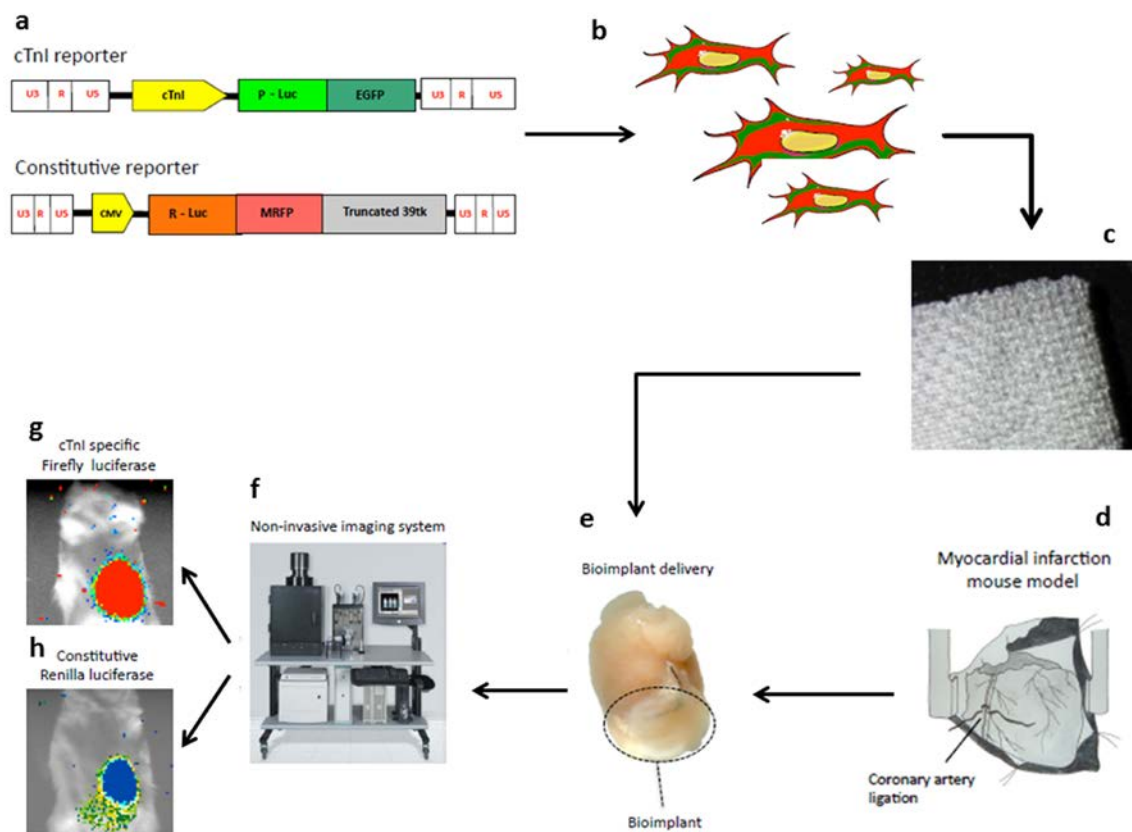 a
cTnI reporter
U3 R U5 cTnI P - Luc EGFP U3 R U5
Constitutive reporter
U3 R U5 CMV R - Luc MRFP Truncated 39tk U3 R U5
b
c
g
cTnI specific
Firefly luciferase
h
Constitutive
Renilla luciferase
f
Non-invasive imaging system
e
Bioimplant delivery
Bioimplant
d
Myocardial infarction
mouse model
Coronary artery
ligation